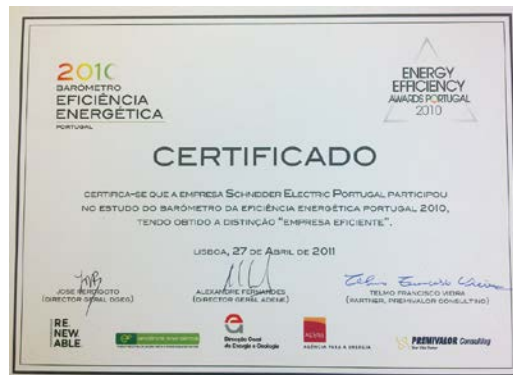 2010
BARÓMETRO
EFICIÊNCIA
ENERGÉTICA
PORTUGAL
ENERGY
EFFICIENCY
AWARDS PORTUGAL
2010
CERTIFICADO
CERTIFICA-SE QUE A EMPRESA SCHNIDDER ELECTRIC PORTUGAL PARTICIPOU
NO ESTUDO DO BARÓMETRO DA EFICIÊNCIA ENERGÉTICA PORTUGAL 2010,
TENDO OBTIDO A DISTINÇÃO "EMPRESA EFICIENTE".
LISBOA, 27 DE ABRIL DE 2011
JOSÉ PERDIGOTO
(DIRECTOR GERAL DGEG)
ALEXANDRE FERNANDES
(DIRECTOR GERAL ADENE)
TELMO FRANCISCO VIEIRA
(PARTNER, PREMIVALOR CONSULTING)
RE
NEW
ABLE
Direcção Geral
de Energia e Geologia
AGÊNCIA PARA A ENERGIA
PREMIVALOR Consulting